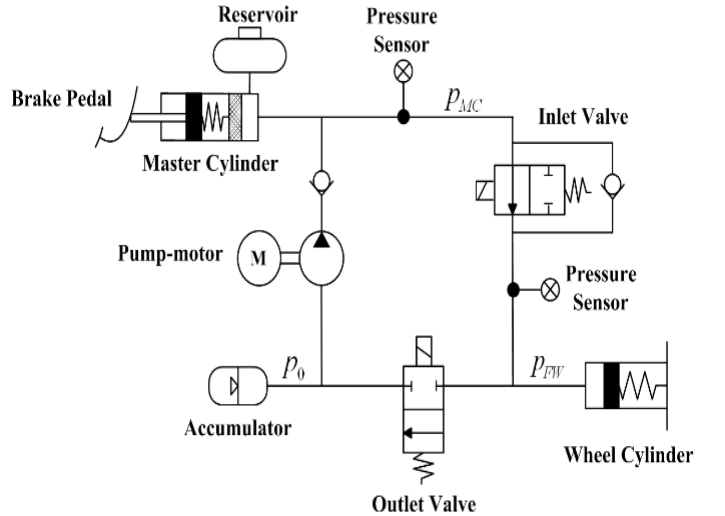 Reservoir
Pressure
Sensor
Brake Pedal
p_MC
Inlet Valve
Master Cylinder
Pump-motor
M
Pressure
Sensor
p_0
p_FW
Accumulator
Wheel Cylinder
Outlet Valve